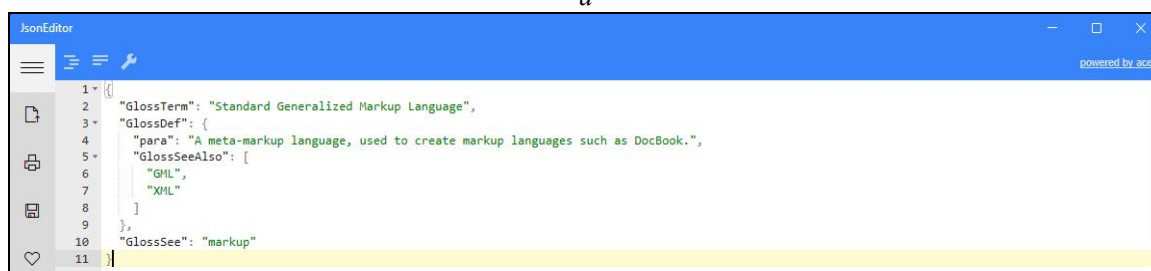 a
JsonEditor
powered by ace
1 {
2 "GlossTerm": "Standard Generalized Markup Language",
3 "GlossDef": {
4 "para": "A meta-markup language, used to create markup languages such as DocBook.",
5 "GlossSeeAlso": [
6 "GML",
7 "XML"
8 ]
9 },
10 "GlossSee": "markup"
11 }